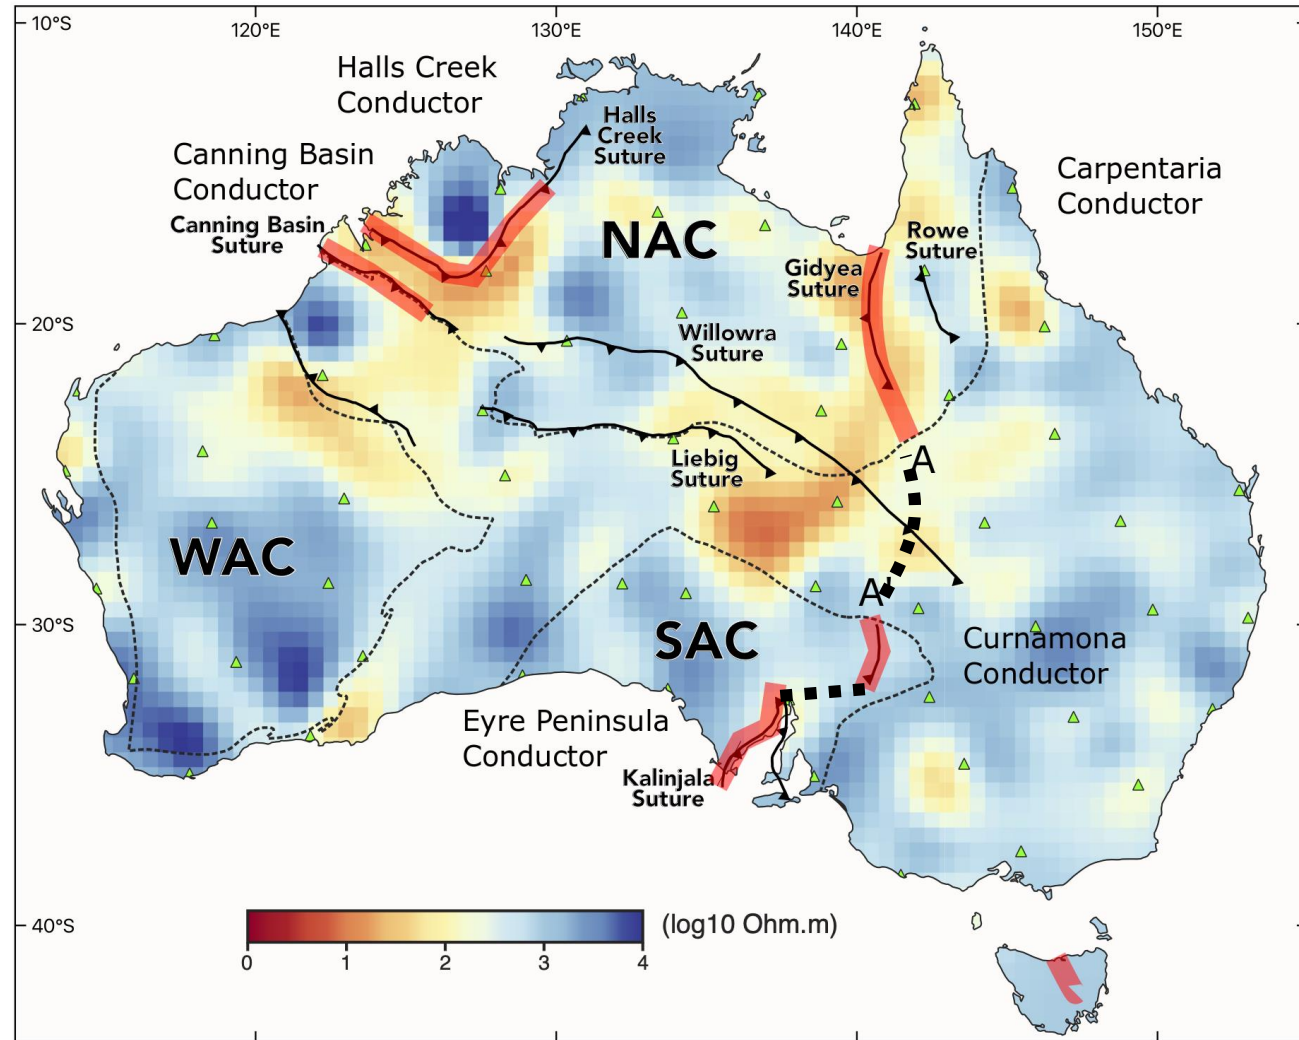 10°S
120°E
130°E
140°E
150°E
Halls Creek
Conductor
Halls
Creek
Suture
Canning Basin
Conductor
Carpentaria
Conductor
Canning Basin
Suture
NAC
Rowe
Suture
Gidyea
Suture
20°S
Willowra
Suture
Liebig
Suture
A
WAC
A'
30°S
SAC
Curnamona
Conductor
Eyre Peninsula
Conductor
Kalinjala
Suture
(log10 Ohm.m)
40°S
0
1
2
3
4